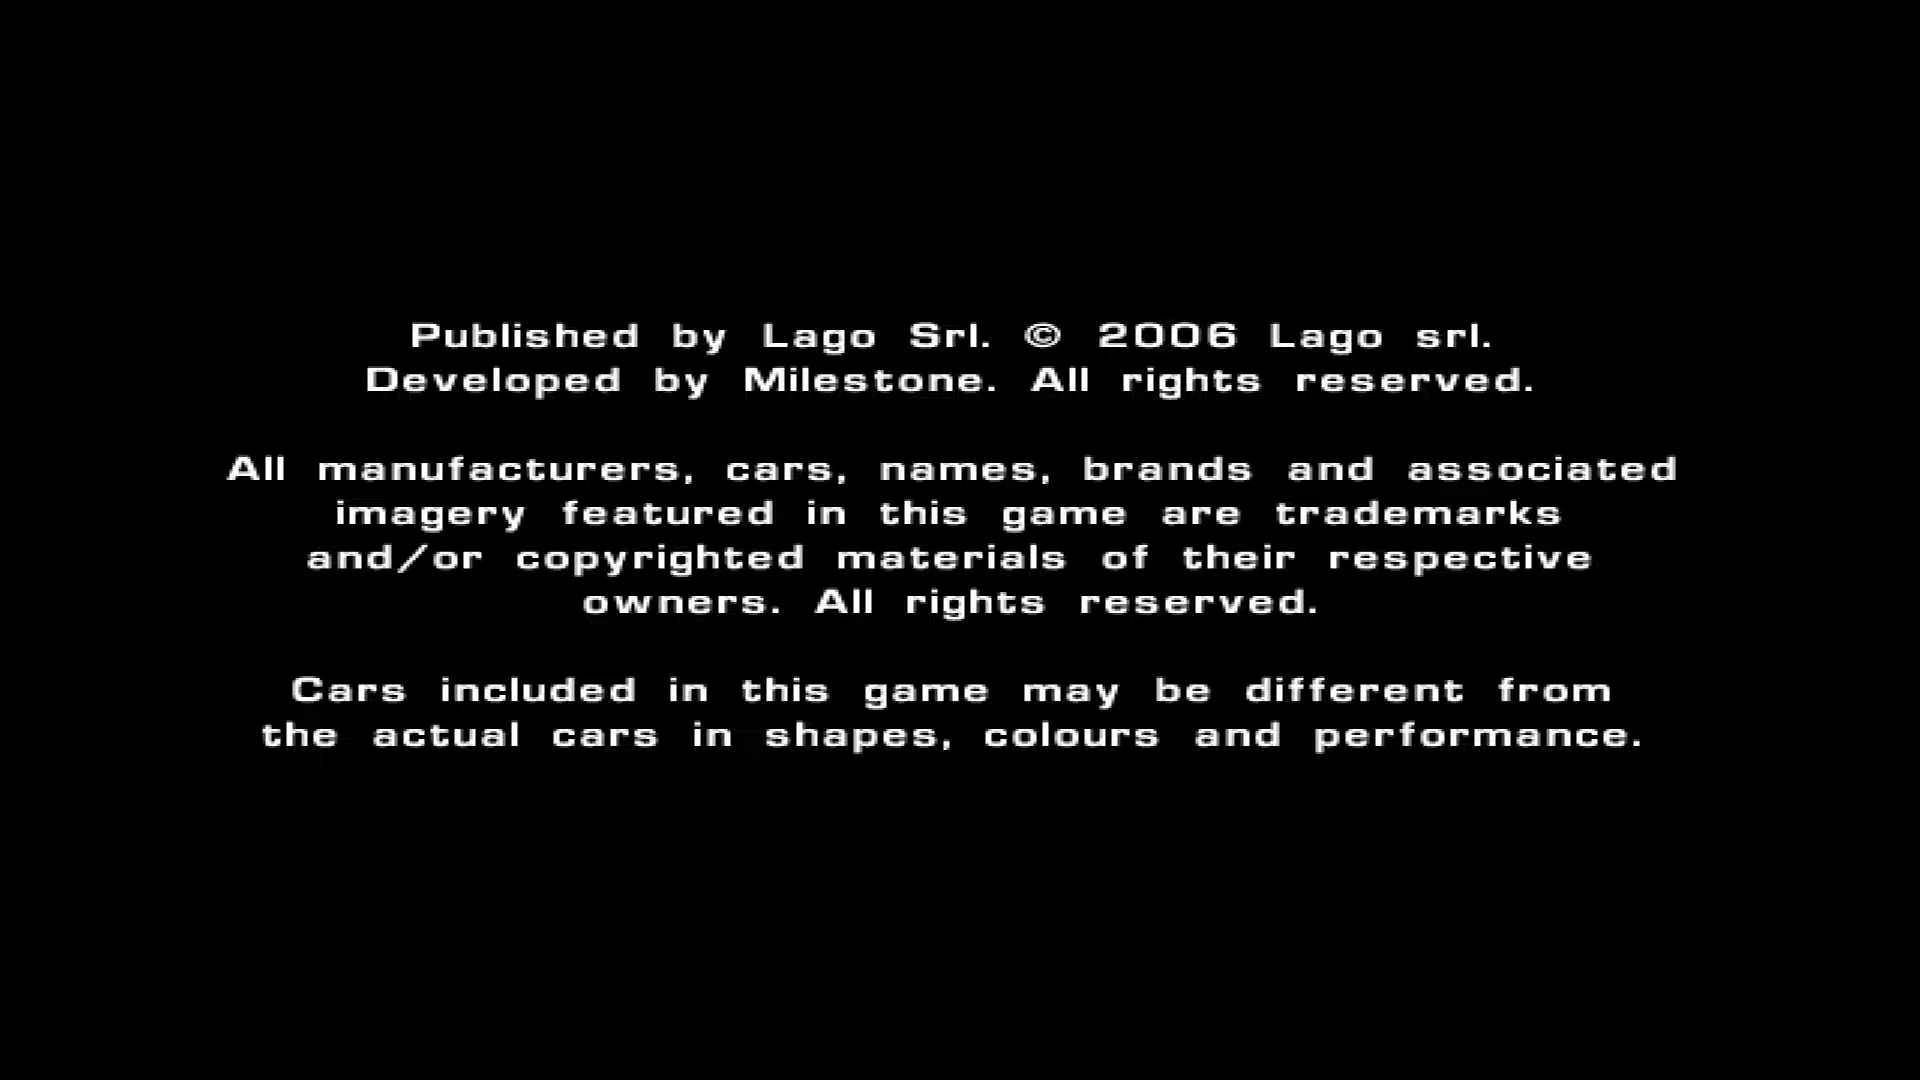 Published by Lago Srl. © 2006 Lago srl.
Developed by Milestone. All rights reserved.
All manufacturers, cars, names, brands and associated
imagery featured in this game are trademarks
and/or copyrighted materials of their respective
owners. All rights reserved.
Cars included in this game may be different from
the actual cars in shapes, colours and performance.